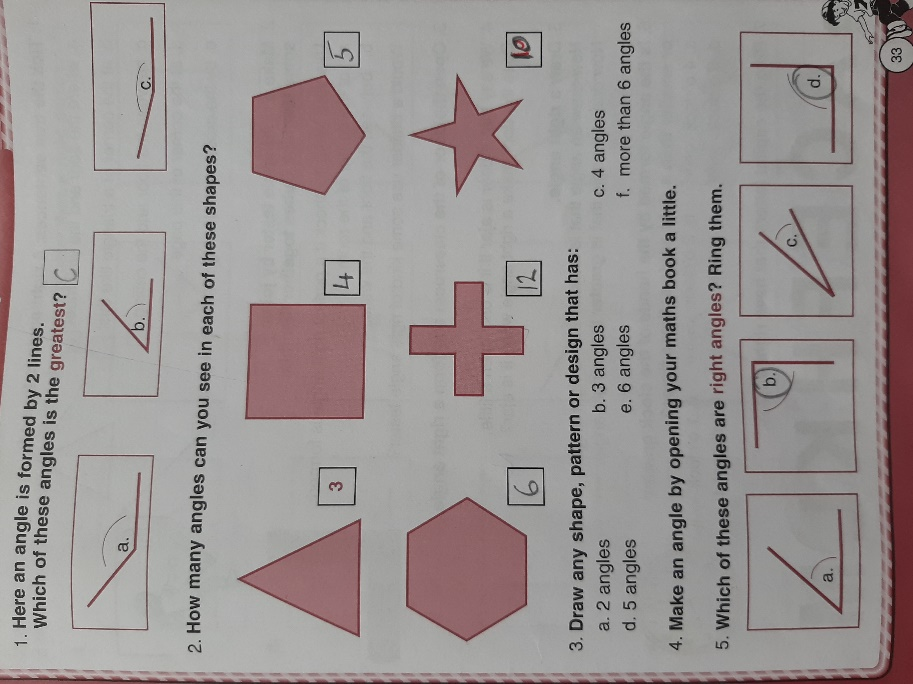 1. Here an angle is formed by 2 lines.
Which of these angles is the greatest? C
a.
b.
c.
2. How many angles can you see in each of these shapes?
3
4
5
6
12
10
3. Draw any shape, pattern or design that has:
a. 2 angles b. 3 angles c. 4 angles
d. 5 angles e. 6 angles f. more than 6 angles
4. Make an angle by opening your maths book a little.
5. Which of these angles are right angles? Ring them.
a.
b.
c.
d.
33